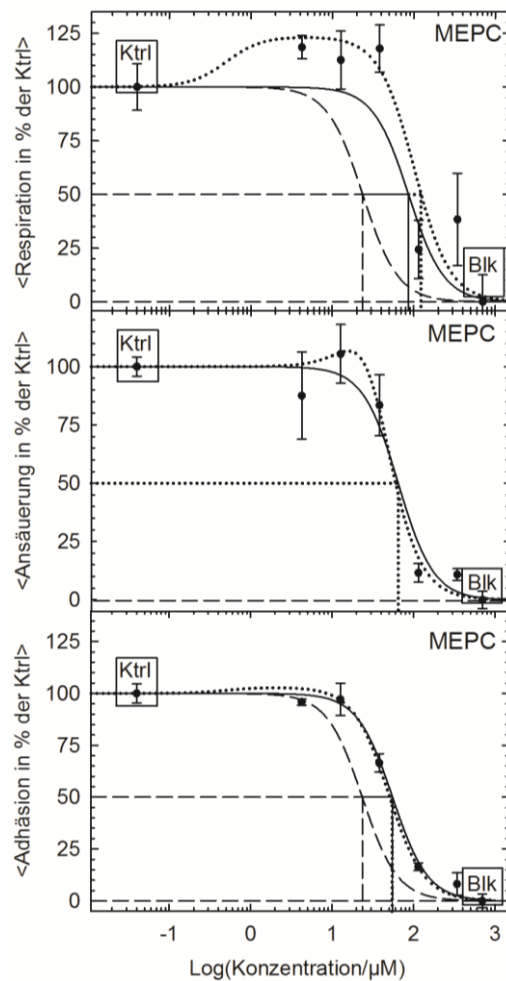 MEPC
Ktrl
Blk
<Respiration in % der Ktrl>
125
100
75
50
25
0
MEPC
Ktrl
Blk
<Ansäuerung in % der Ktrl>
100
75
50
25
0
MEPC
Ktrl
Blk
<Adhäsion in % der Ktrl>
125
100
75
50
25
0
-1 0 1 2 3
Log(Konzentration/µM)